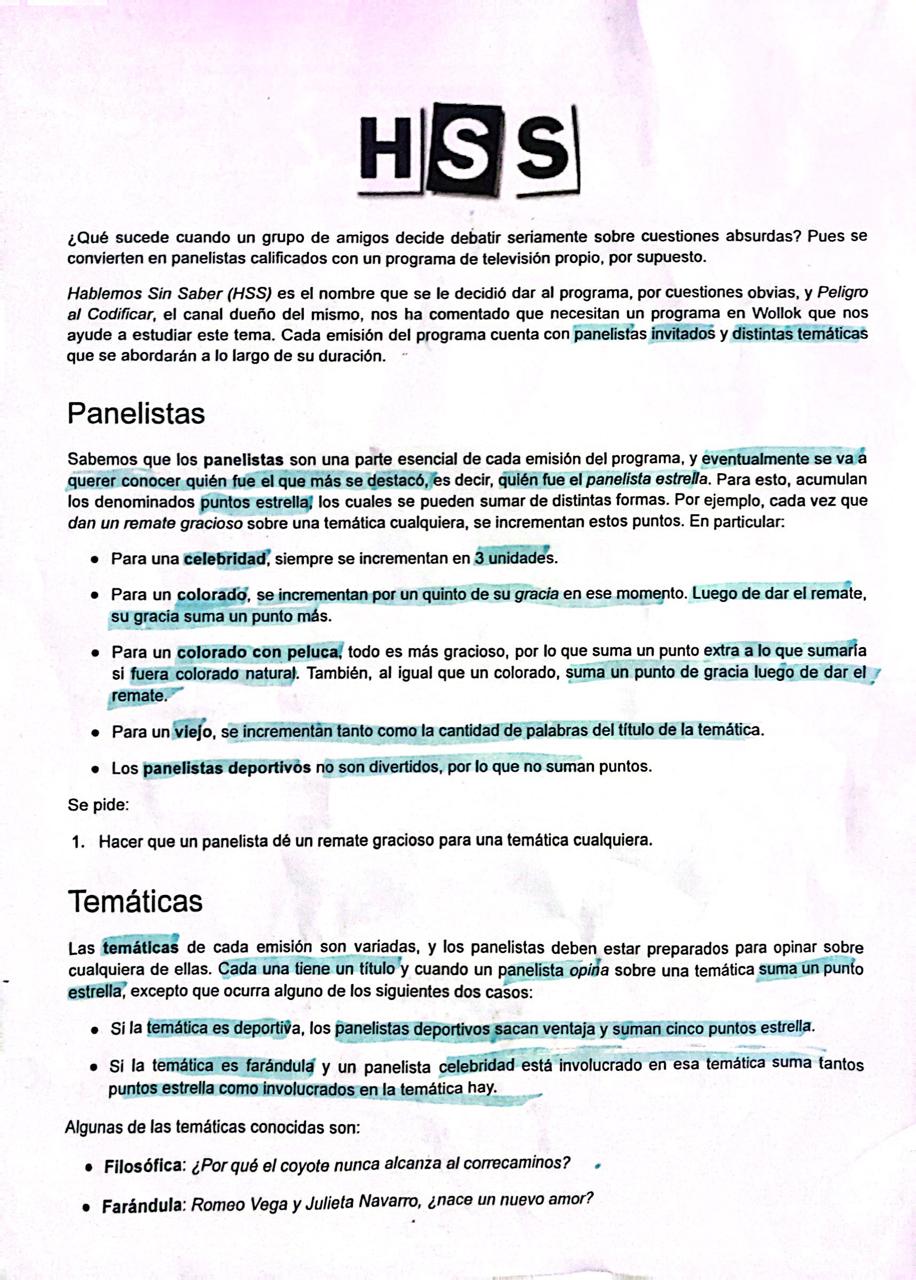 HSS
¿Qué sucede cuando un grupo de amigos decide debatir seriamente sobre cuestiones absurdas? Pues se
convierten en panelistas calificados con un programa de televisión propio, por supuesto.
Hablemos Sin Saber (HSS) es el nombre que se le decidió dar al programa, por cuestiones obvias, y Peligro
al Codificar, el canal dueño del mismo, nos ha comentado que necesitan un programa en Wollok que nos
ayude a estudiar este tema. Cada emisión del programa cuenta con panelistas invitados y distintas temáticas
que se abordarán a lo largo de su duración.
Panelistas
Sabemos que los panelistas son una parte esencial de cada emisión del programa, y eventualmente se va a
querer conocer quién fue el que más se destacó, es decir, quién fue el panelista estrella. Para esto, acumulan
los denominados puntos estrella, los cuales se pueden sumar de distintas formas. Por ejemplo, cada vez que
dan un remate gracioso sobre una temática cualquiera, se incrementan estos puntos. En particular:
● Para una celebridad, siempre se incrementan en 3 unidades.
● Para un colorado, se incrementan por un quinto de su gracia en ese momento. Luego de dar el remate,
su gracia suma un punto más.
● Para un colorado con peluca, todo es más gracioso, por lo que suma un punto extra a lo que sumaría
si fuera colorado natural. También, al igual que un colorado, suma un punto de gracia luego de dar el
remate.
● Para un viejo, se incrementan tanto como la cantidad de palabras del título de la temática.
● Los panelistas deportivos no son divertidos, por lo que no suman puntos.
Se pide:
1. Hacer que un panelista dé un remate gracioso para una temática cualquiera.
Temáticas
Las temáticas de cada emisión son variadas, y los panelistas deben estar preparados para opinar sobre
cualquiera de ellas. Cada una tiene un título y cuando un panelista opina sobre una temática suma un punto
estrella, excepto que ocurra alguno de los siguientes dos casos:
● Si la temática es deportiva, los panelistas deportivos sacan ventaja y suman cinco puntos estrella.
● Si la temática es farándula y un panelista celebridad está involucrado en esa temática suma tantos
puntos estrella como involucrados en la temática hay.
Algunas de las temáticas conocidas son:
● Filosófica: ¿Por qué el coyote nunca alcanza al correcaminos?
● Farándula: Romeo Vega y Julieta Navarro, ¿nace un nuevo amor?